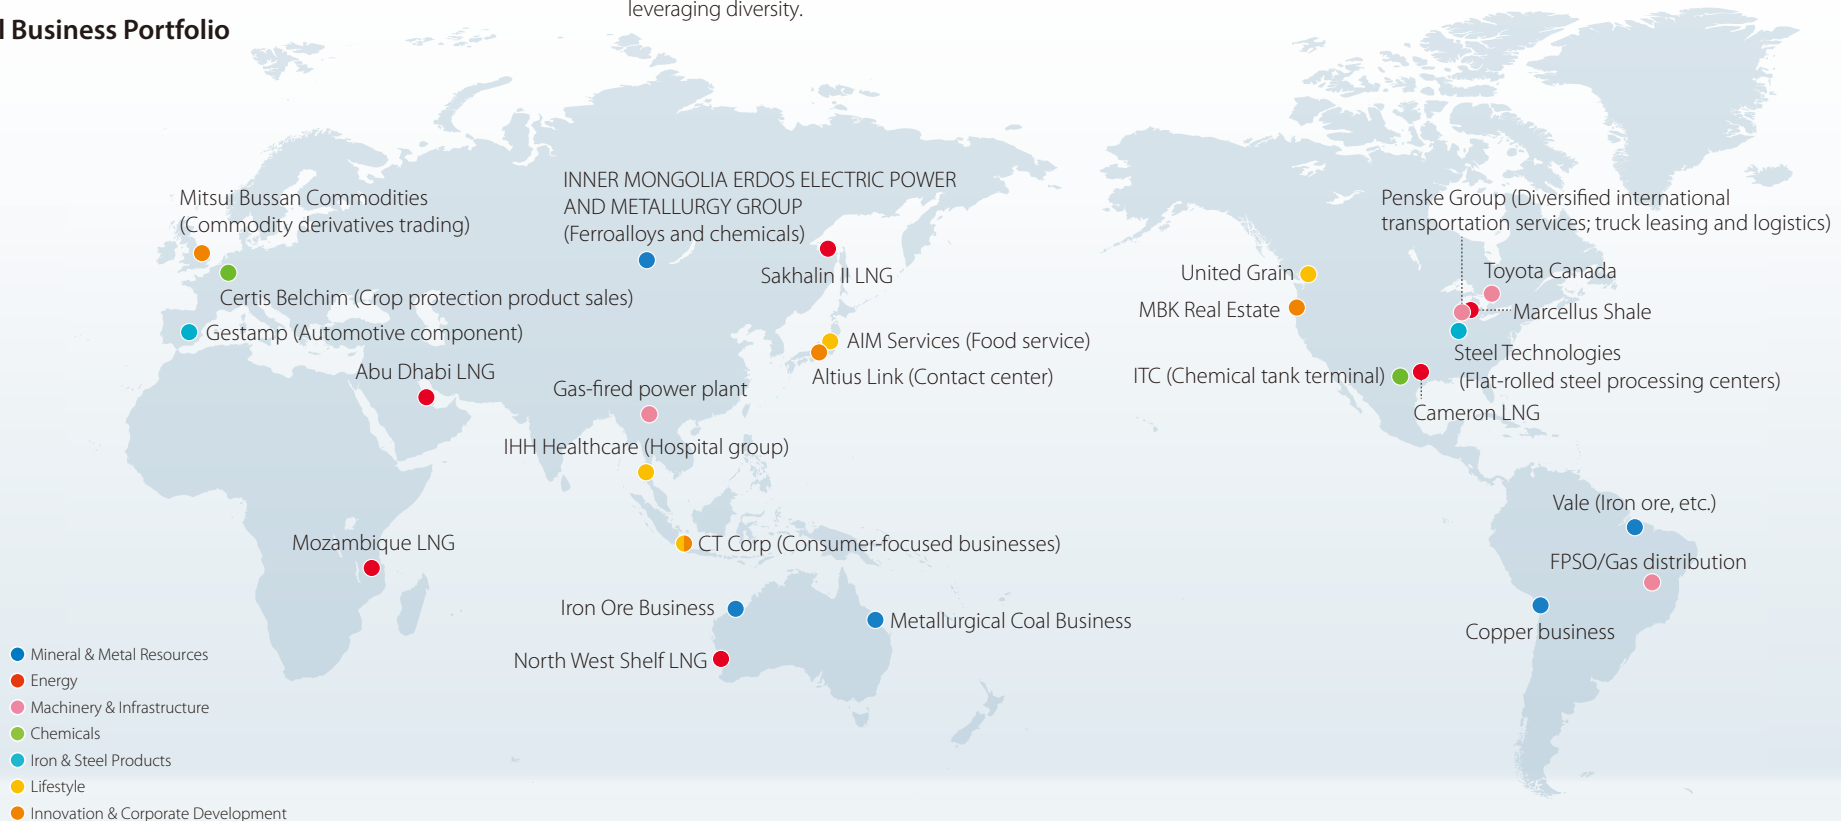 leveraging diversity.
l Business Portfolio
INNER MONGOLIA ERDOS ELECTRIC POWER
AND METALLURGY GROUP
(Ferroalloys and chemicals)
Mitsui Bussan Commodities
(Commodity derivatives trading)
Penske Group (Diversified international
transportation services; truck leasing and logistics)
Sakhalin II LNG
United Grain
Toyota Canada
Certis Belchim (Crop protection product sales)
MBK Real Estate
Marcellus Shale
Gestamp (Automotive component)
AIM Services (Food service)
Steel Technologies
(Flat-rolled steel processing centers)
Abu Dhabi LNG
Altius Link (Contact center)
ITC (Chemical tank terminal)
Gas-fired power plant
Cameron LNG
IHH Healthcare (Hospital group)
Vale (Iron ore, etc.)
Mozambique LNG
CT Corp (Consumer-focused businesses)
FPSO/Gas distribution
Iron Ore Business
Metallurgical Coal Business
Copper business
North West Shelf LNG
Mineral & Metal Resources
Energy
Machinery & Infrastructure
Chemicals
Iron & Steel Products
Lifestyle
Innovation & Corporate Development